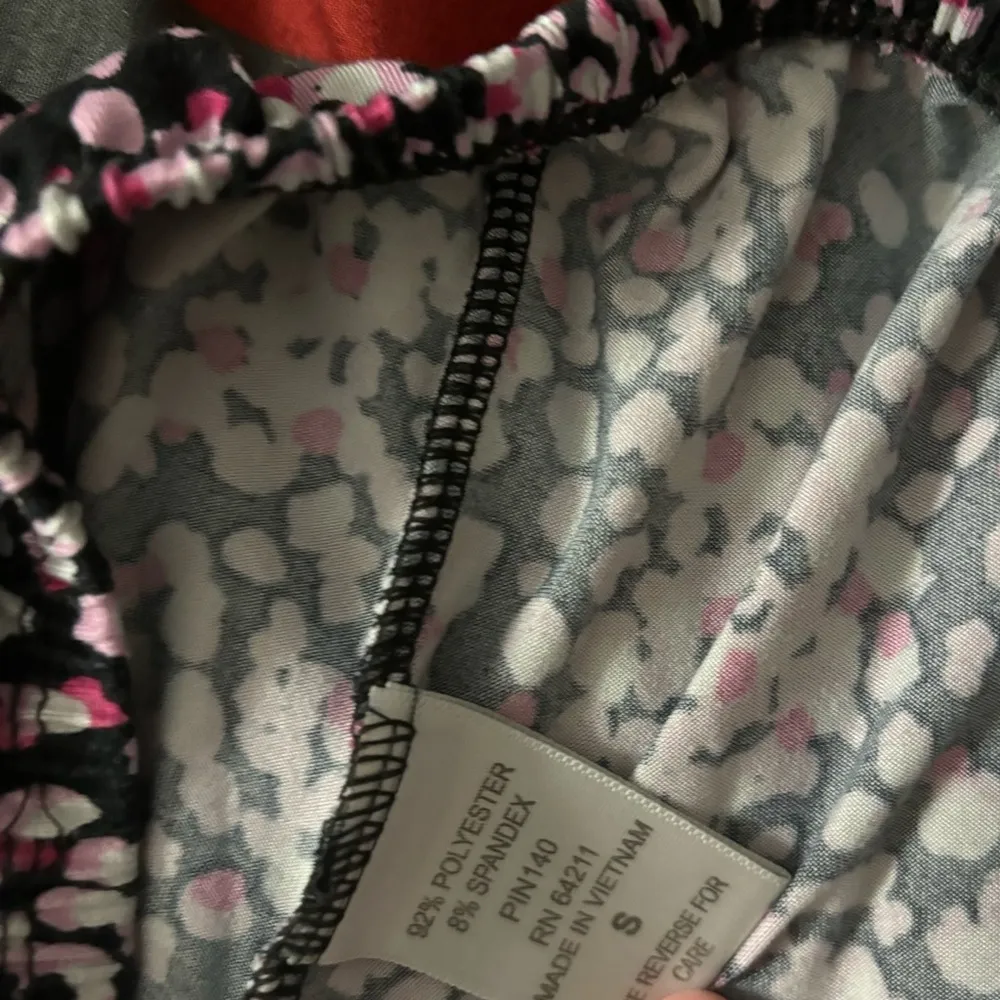 92% POLYESTER
8% SPANDEX
PIN140
RN 64211
MADE IN VIETNAM
S
REVERSE FOR
CARE